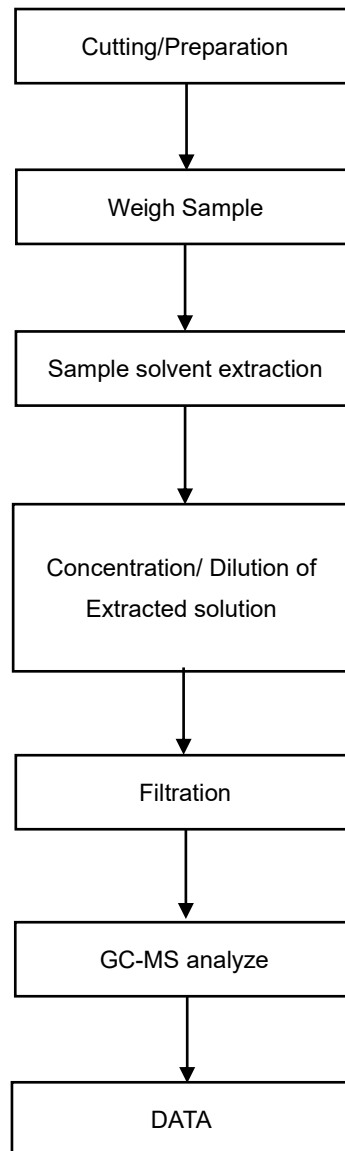 Cutting/Preparation
Weigh Sample
Sample solvent extraction
Concentration/ Dilution of
Extracted solution
Filtration
GC-MS analyze
DATA